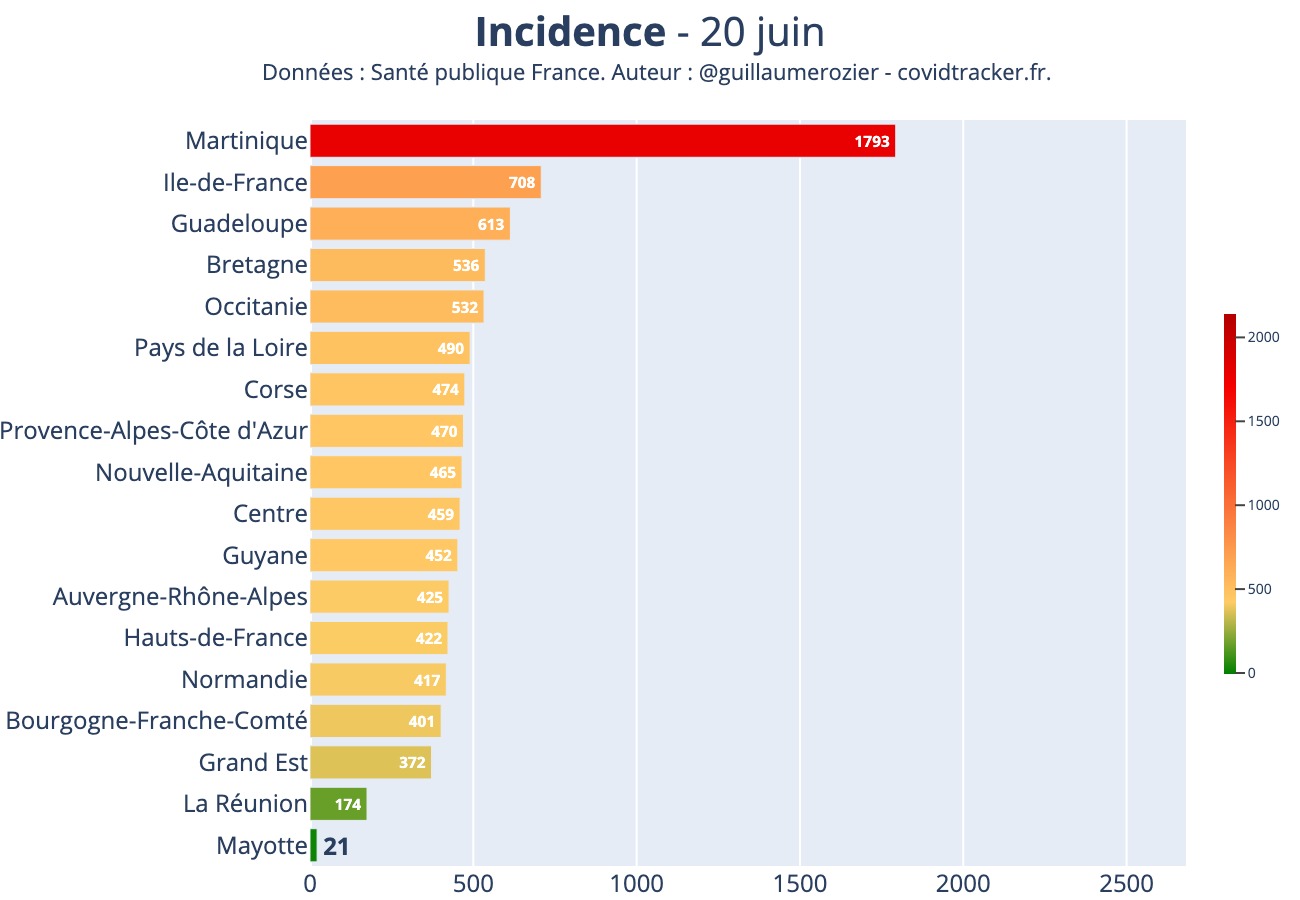 Incidence - 20 juin
Données : Santé publique France. Auteur : @guillaumerozier - covidtracker.fr.
Martinique 1793
Ile-de-France 708
Guadeloupe 613
Bretagne 536
Occitanie 532
Pays de la Loire 490
Corse 474
Provence-Alpes-Côte d'Azur 470
Nouvelle-Aquitaine 465
Centre 459
Guyane 452
Auvergne-Rhône-Alpes 425
Hauts-de-France 422
Normandie 417
Bourgogne-Franche-Comté 401
Grand Est 372
La Réunion 174
Mayotte 21
0 500 1000 1500 2000 2500
2000
1500
1000
500
0